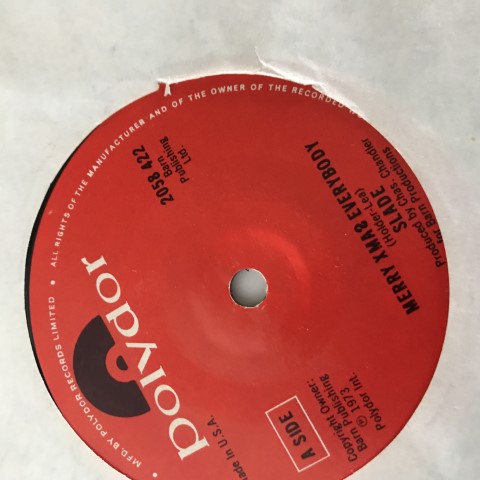 MFD. BY POLYDOR RECORDS LIMITED • ALL RIGHTS OF THE MANUFACTURER AND OF THE OWNER OF THE RECORDED
polydor
2058 422
Barn
Publishing
Ltd.
Made in U.S.A.
A SIDE
Copyright Owner:
Barn Publishing
℗ 1973
Polydor Int.
MERRY XMAS EVERYBODY
(Holder-Lea)
SLADE
Produced by Chas. Chandler
for Barn Productions